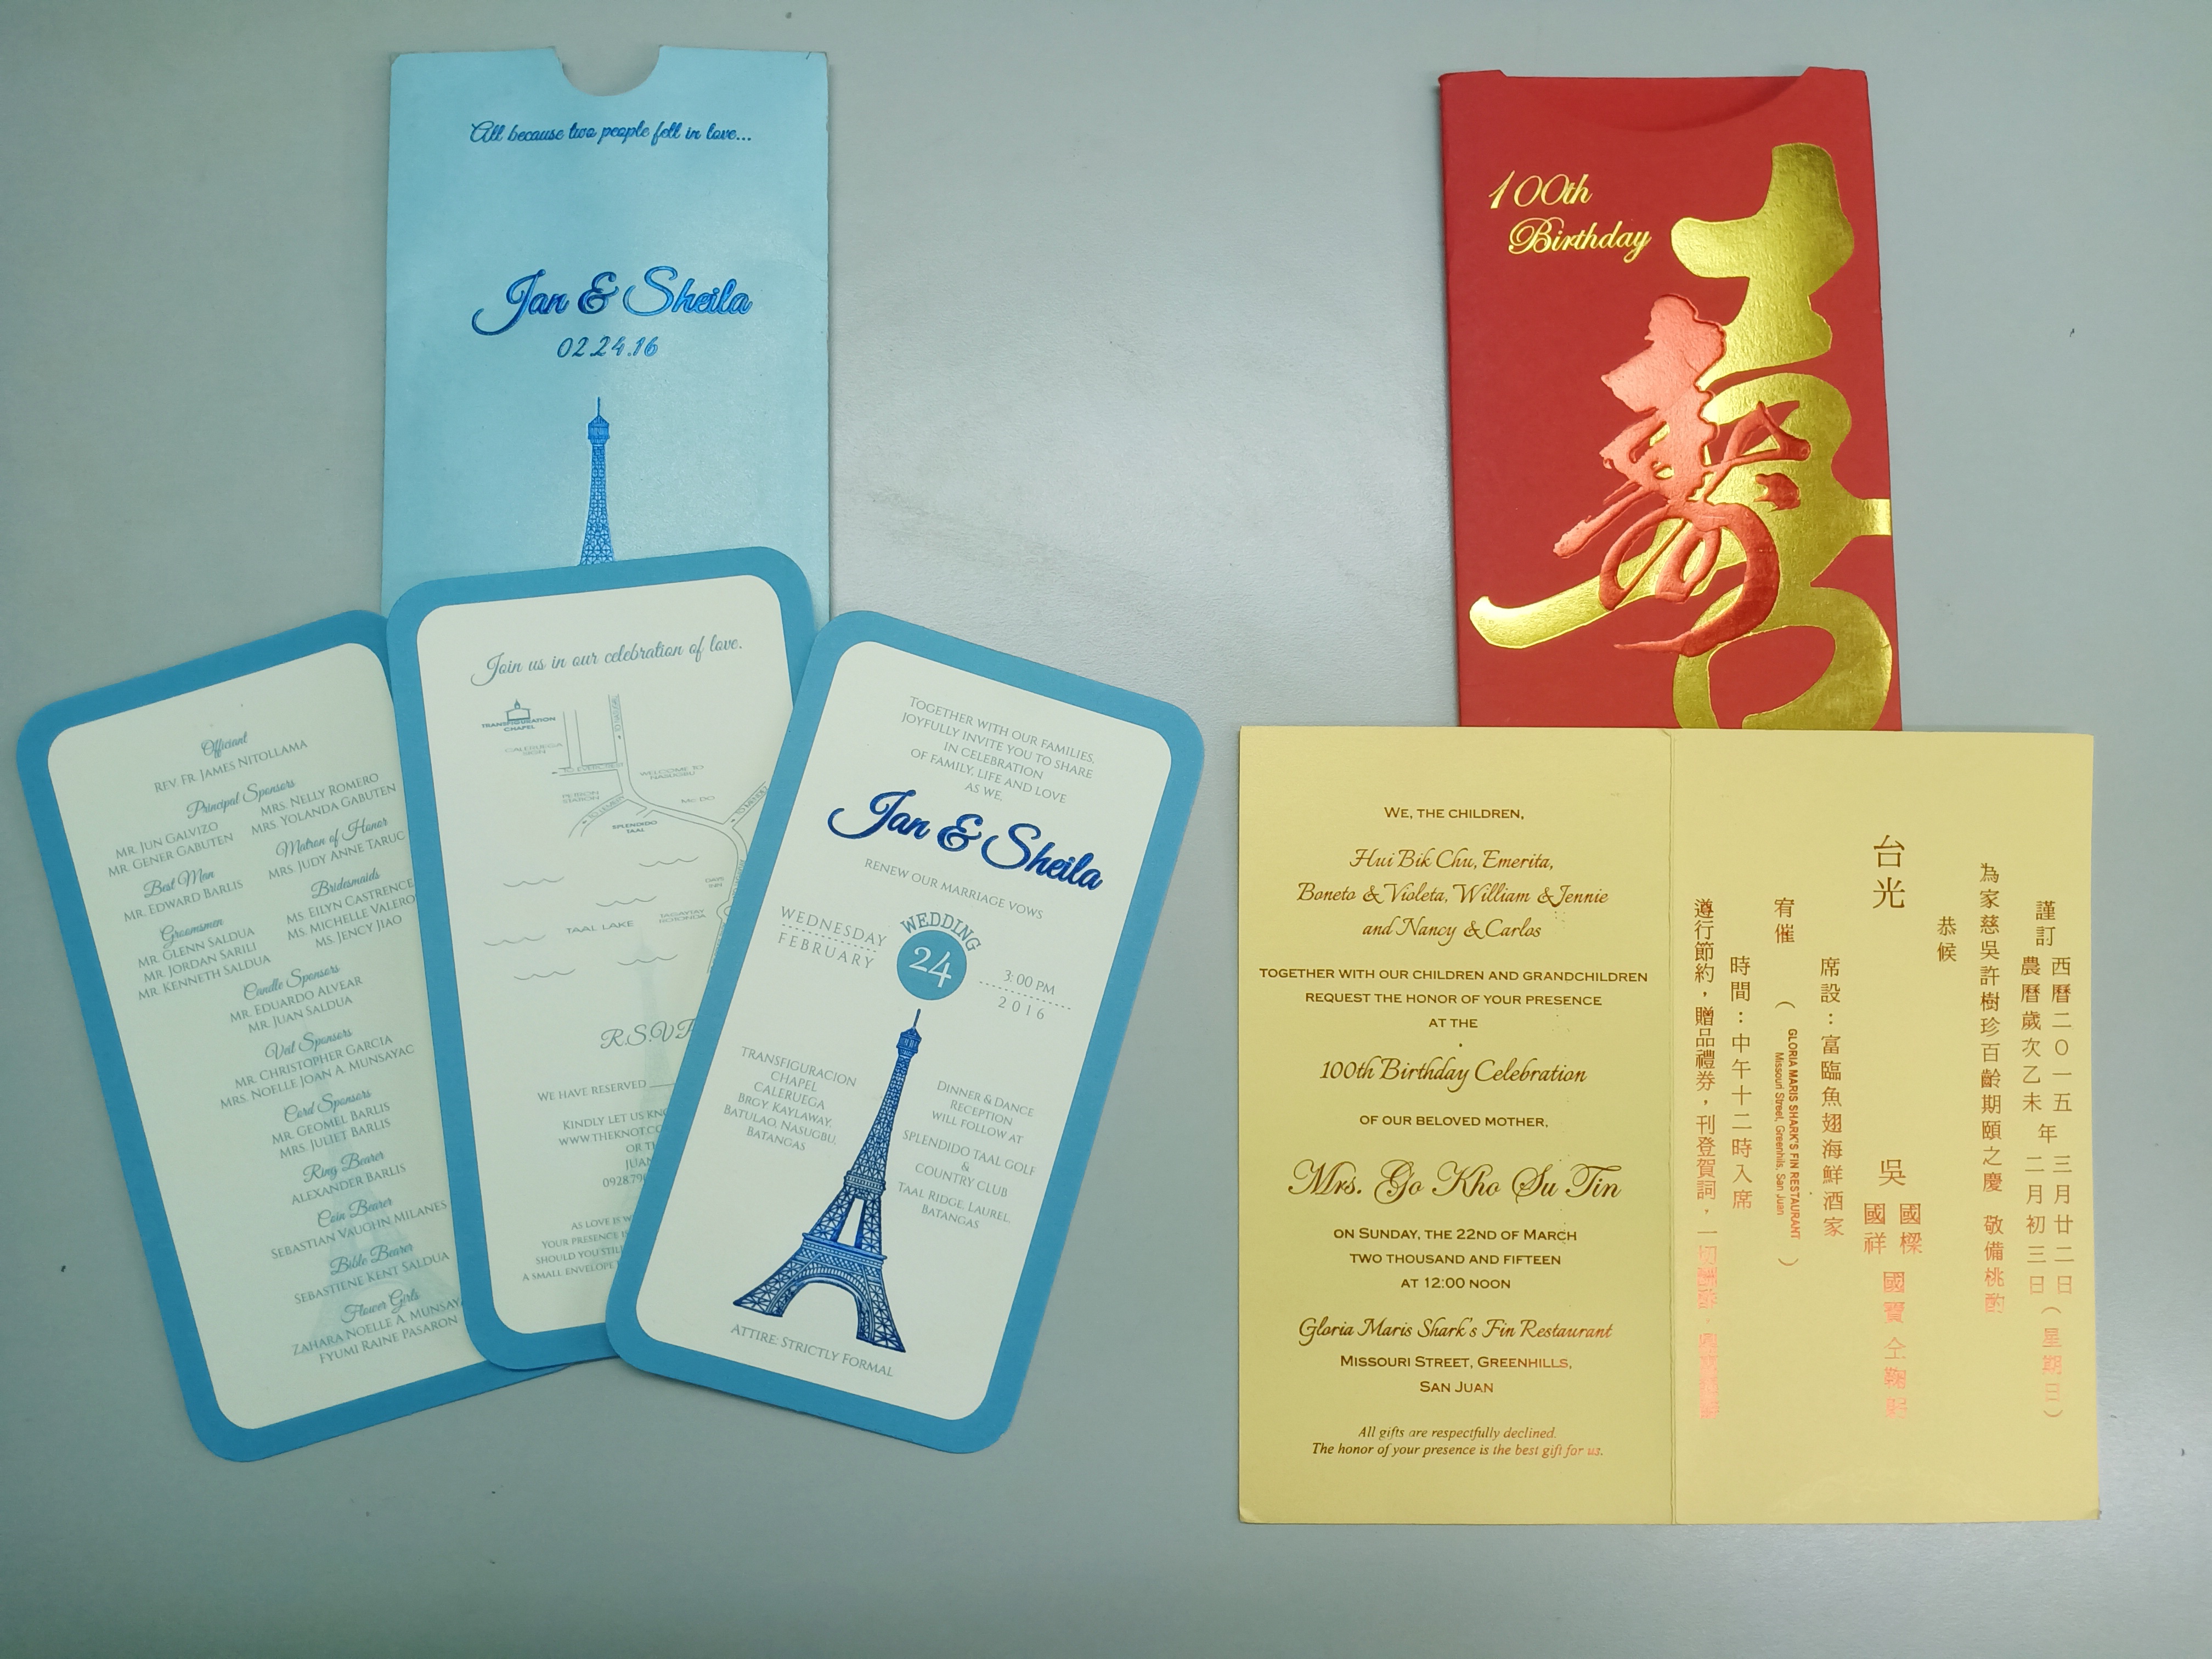 All because two people fell in love...
Jan & Sheila
02.24.16
Officiant
Rev. Fr. James Nitollama
Principal Sponsors
Mr. Jun Galvizo
Mrs. Nelly Romero
Mr. Gener Gabuten
Mrs. Yolanda Gabuten
Best Man
Mr. Edward Barlis
Matron of Honor
Mrs. Judy Anne Taruc
Groomsmen
Mr. Glenn Saldua
Mr. Jordan Sarili
Mr. Kenneth Saldua
Bridesmaids
Ms. Eilyn Castrence
Ms. Michelle Valero
Ms. Jency Jiao
Candle Sponsors
Mr. Eduardo Alvear
Mr. Juan Saldua
Veil Sponsors
Mr. Christopher Garcia
Mrs. Noelle Joan A. Munsayac
Cord Sponsors
Mr. Geomel Barlis
Mrs. Juliet Barlis
Ring Bearer
Alexander Barlis
Coin Bearer
Sebastian Vaughn Milanes
Bible Bearer
Sebastiene Kent Saldua
Flower Girls
Zahara Noelle A. Munsay
Fyumi Raine Pasaron
Join us in our celebration of love.
TRANSFIGURATION
CHAPEL
CALERUEGA
SIGN
TO EVERCREST
WELCOME TO
NASUGBU
PETRON
STATION
MC DO
SPLENDIDO
TAAL
DAYS
INN
TAAL LAKE
TAGAYTAY
ROTONDA
R.S.V.P
We have reserved
Kindly let us kno
www.theknot.co
or th
Juan
0928.79
As love is w
your presence is
should you still
a small envelope
Together with our families,
joyfully invite you to share
in celebration
of family, life and love
as we,
Jan & Sheila
renew our marriage vows
WEDNESDAY
FEBRUARY
WEDDING
24
3:00 PM
2016
Transfiguracion
Chapel
Caleruega
Brgy Kaylaway,
Batulao, Nasugbu,
Batangas
Dinner & Dance
Reception
will follow at
Splendido Taal Golf
&
Country Club
Taal Ridge, Laurel,
Batangas
Attire: Strictly Formal
100th
Birthday
壽
We, the children,
Hui Bik Chu, Emerita,
Boneto & Violeta, William & Jennie
and Nancy & Carlos
together with our children and grandchildren
request the honor of your presence
at the
100th Birthday Celebration
of our beloved mother,
Mrs. Go Kho Su Tin
on Sunday, the 22nd of March
two thousand and fifteen
at 12:00 noon
Gloria Maris Shark's Fin Restaurant
Missouri Street, Greenhills,
San Juan
All gifts are respectfully declined.
The honor of your presence is the best gift for us.
謹訂
西曆二〇一五年三月廿二日
農曆歲次乙未年二月初三日
(星期日)
為家慈吳許樹珍百齡期頤之慶 敬備桃酌
恭候
台光
吳
國樑
國祥
國寶
仝鞠躬
席設：富臨魚翅海鮮酒家
(GLORIA MARIS SHARK'S FIN RESTAURANT
Missouri Street, Greenhills, San Juan)
宥催
時間：中午十二時入席
遵行節約，贈品禮券，刊登賀詞，一切